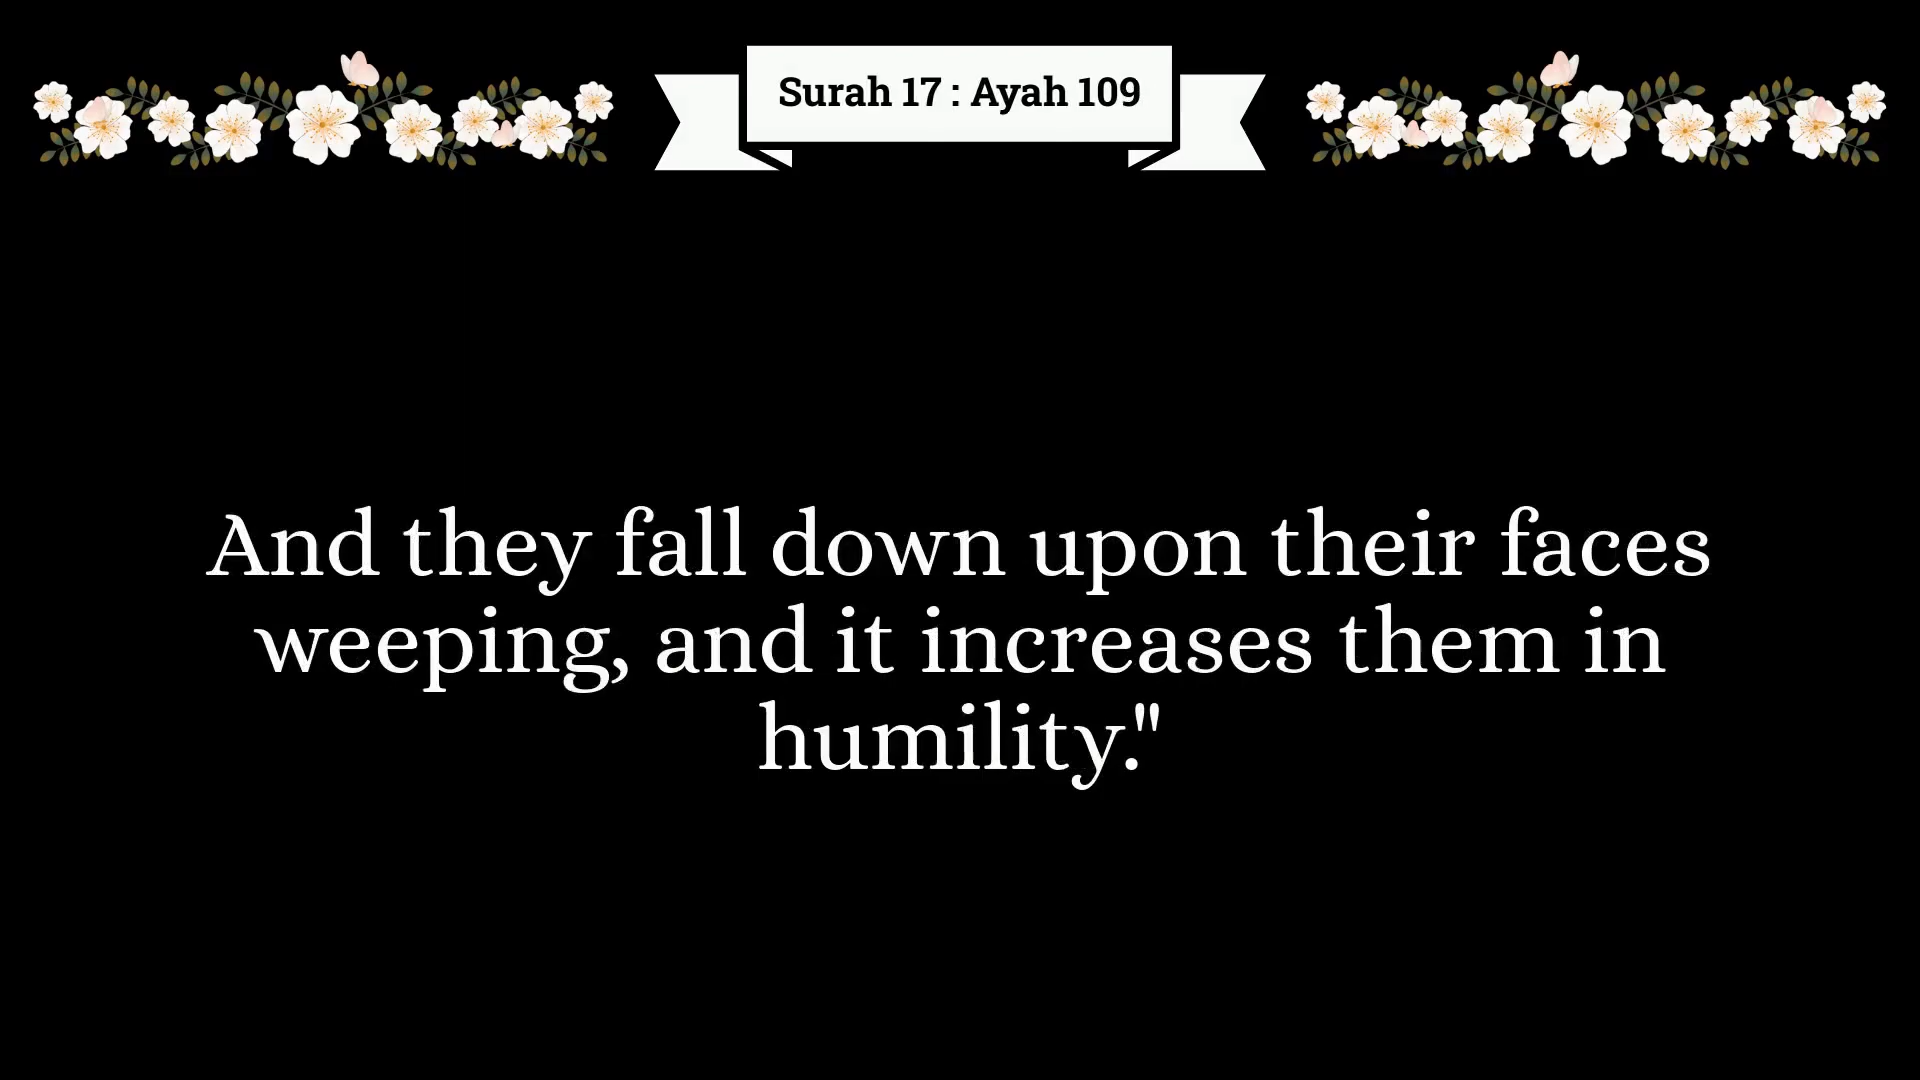 Surah 17 : Ayah 109
And they fall down upon their faces
weeping, and it increases them in
humility."